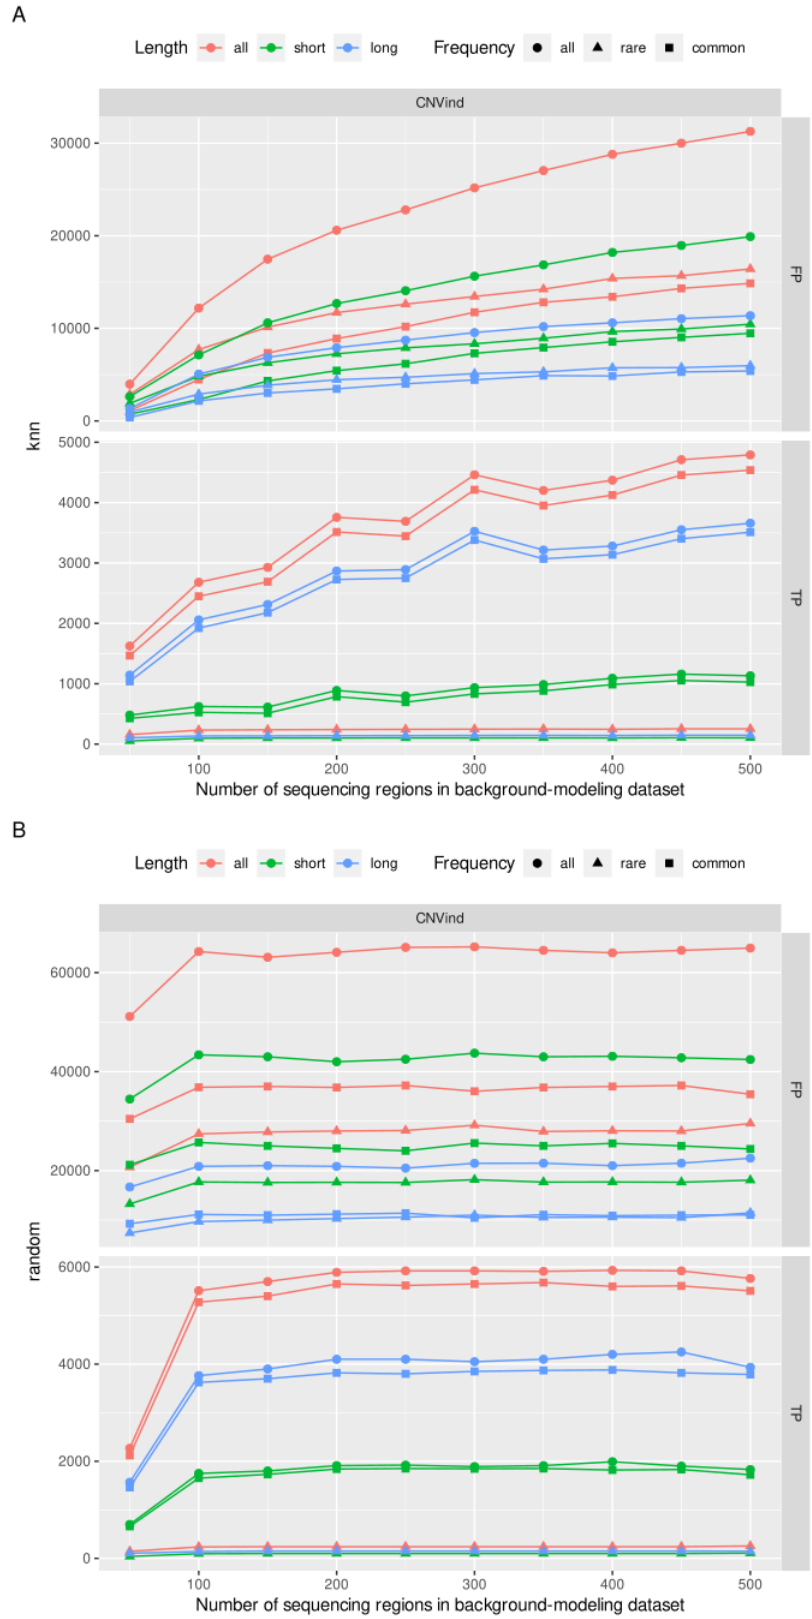 A
Length all short long Frequency all rare common
CNVind
30000
20000
10000
0
FP
knn
5000
4000
3000
2000
1000
0
TP
100 200 300 400 500
Number of sequencing regions in background-modeling dataset
B
Length all short long Frequency all rare common
CNVind
60000
40000
20000
FP
random
6000
4000
2000
0
TP
100 200 300 400 500
Number of sequencing regions in background-modeling dataset